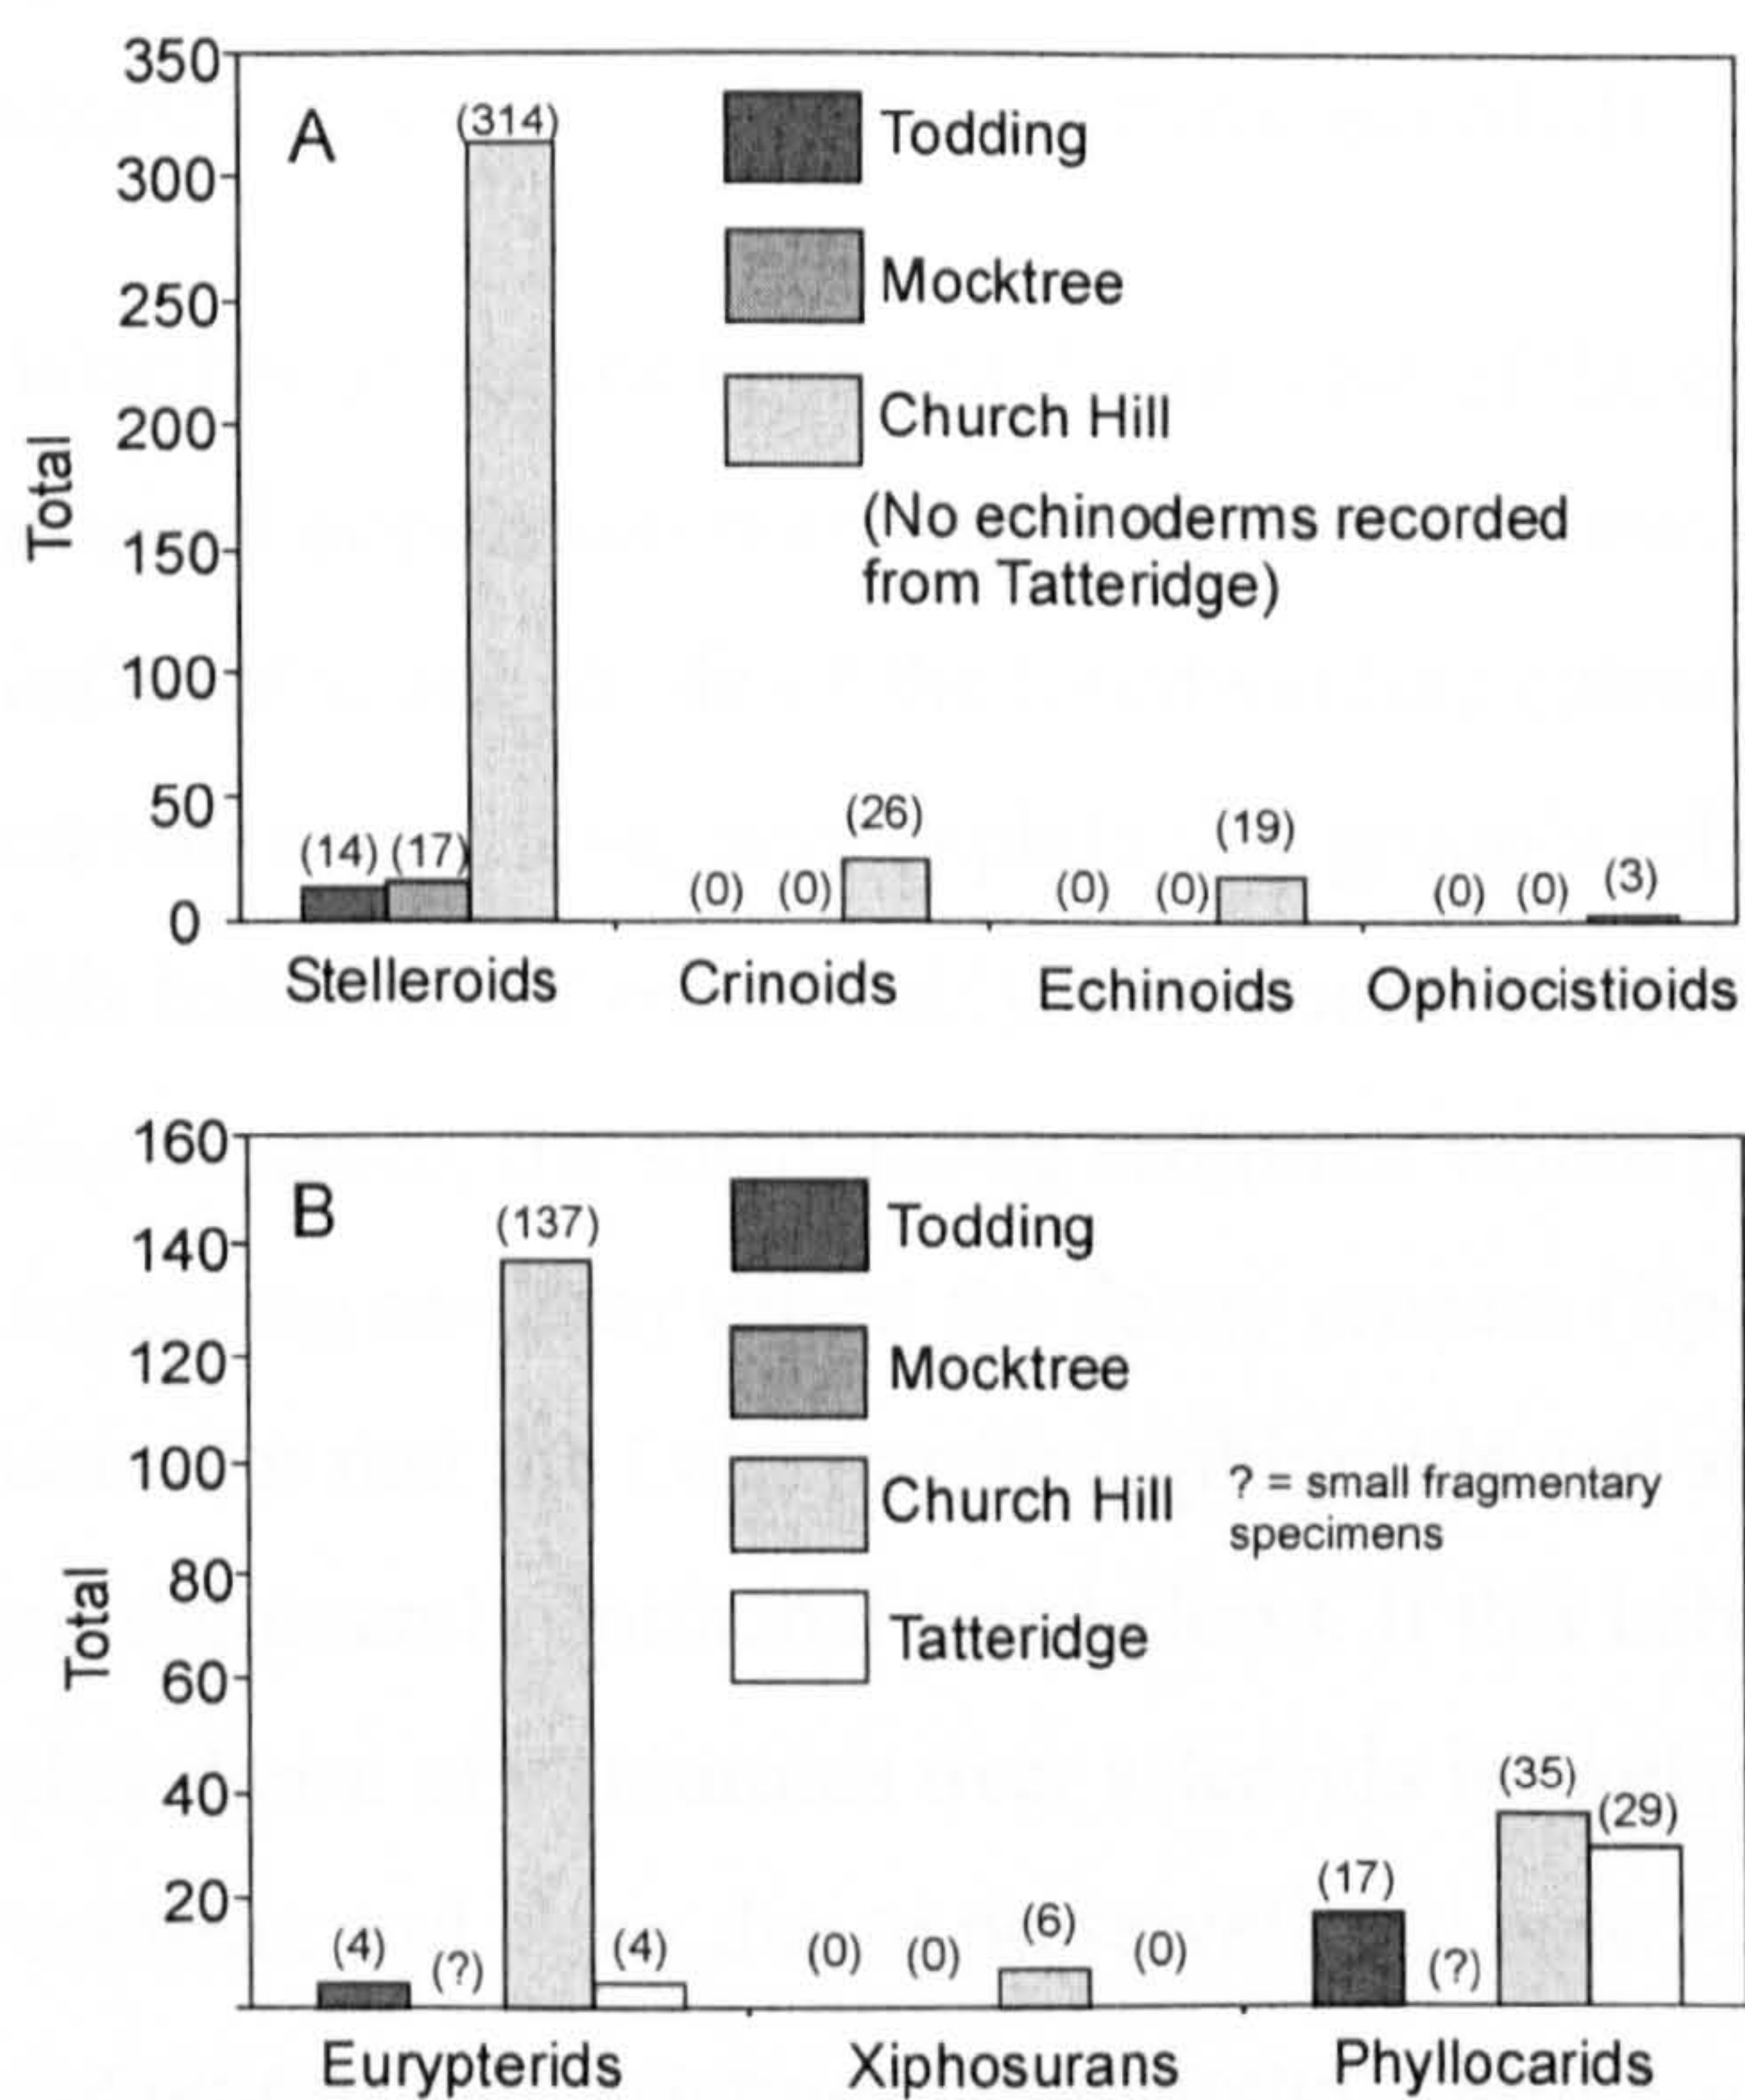 350
300
250
200
150
100
50
0
Total
A
(314)
(14) (17)
Todding
Mocktree
Church Hill
(No echinoderms recorded
from Tatteridge)
(0) (0) (26)
(0) (0) (19)
(0) (0) (3)
Stelleroids Crinoids Echinoids Ophiocistioids
160
140
120
100
80
60
40
20
Total
B
(137)
(4) (?) (4)
Todding
Mocktree
Church Hill
Tatteridge
? = small fragmentary
specimens
(0) (0) (6) (0)
(17) (?) (35) (29)
Eurypterids Xiphosurans Phyllocarids